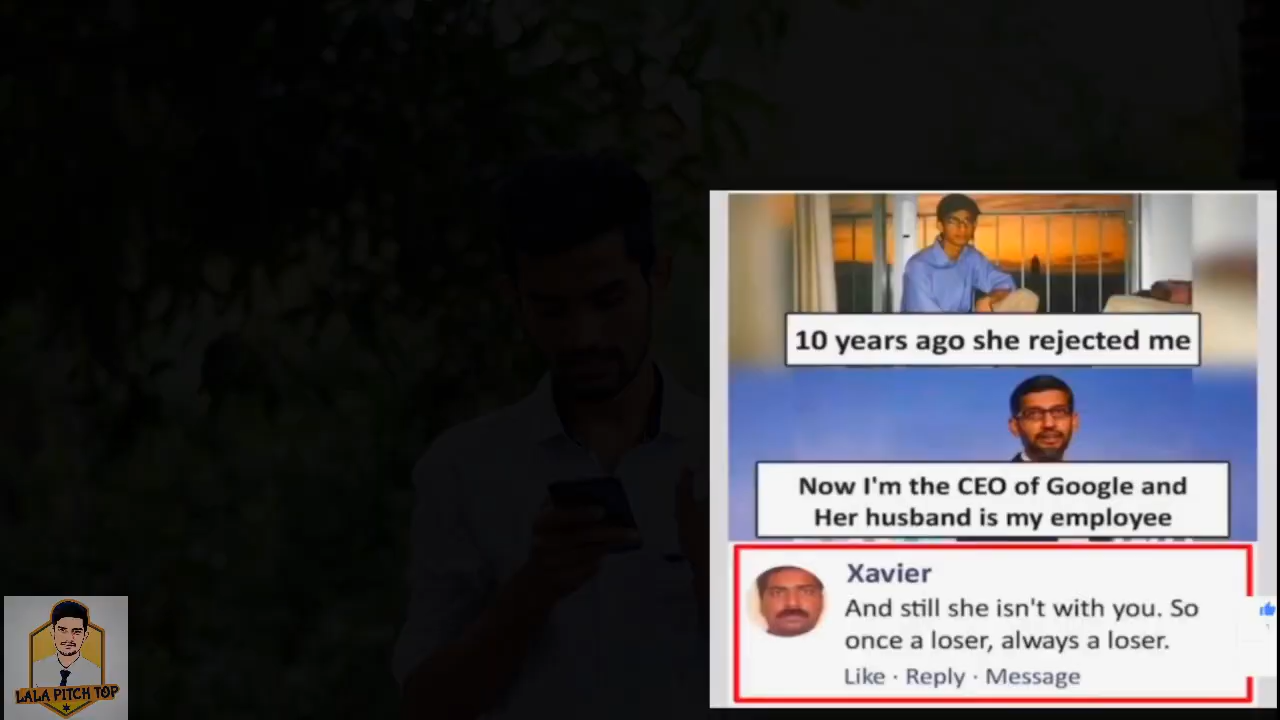 10 years ago she rejected me
Now I'm the CEO of Google and
Her husband is my employee
Xavier
And still she isn't with you. So
once a loser, always a loser.
Like · Reply · Message
LALA PITCH TOP